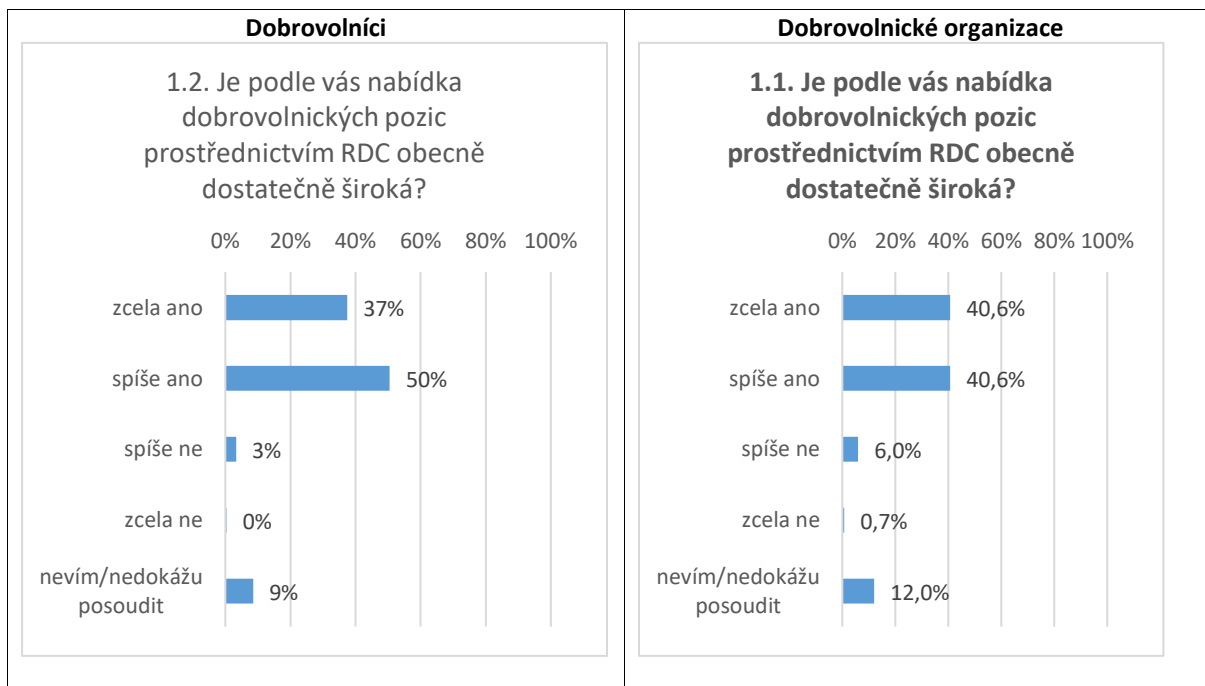 Dobrovolníci
1.2. Je podle vás nabídka
dobrovolnických pozic
prostřednictvím RDC obecně
dostatečně široká?
0% 20% 40% 60% 80% 100%
zcela ano 37%
spíše ano 50%
spíše ne 3%
zcela ne 0%
nevím/nedokážu
posoudit 9%
Dobrovolnické organizace
1.1. Je podle vás nabídka
dobrovolnických pozic
prostřednictvím RDC obecně
dostatečně široká?
0% 20% 40% 60% 80% 100%
zcela ano 40,6%
spíše ano 40,6%
spíše ne 6,0%
zcela ne 0,7%
nevím/nedokážu
posoudit 12,0%